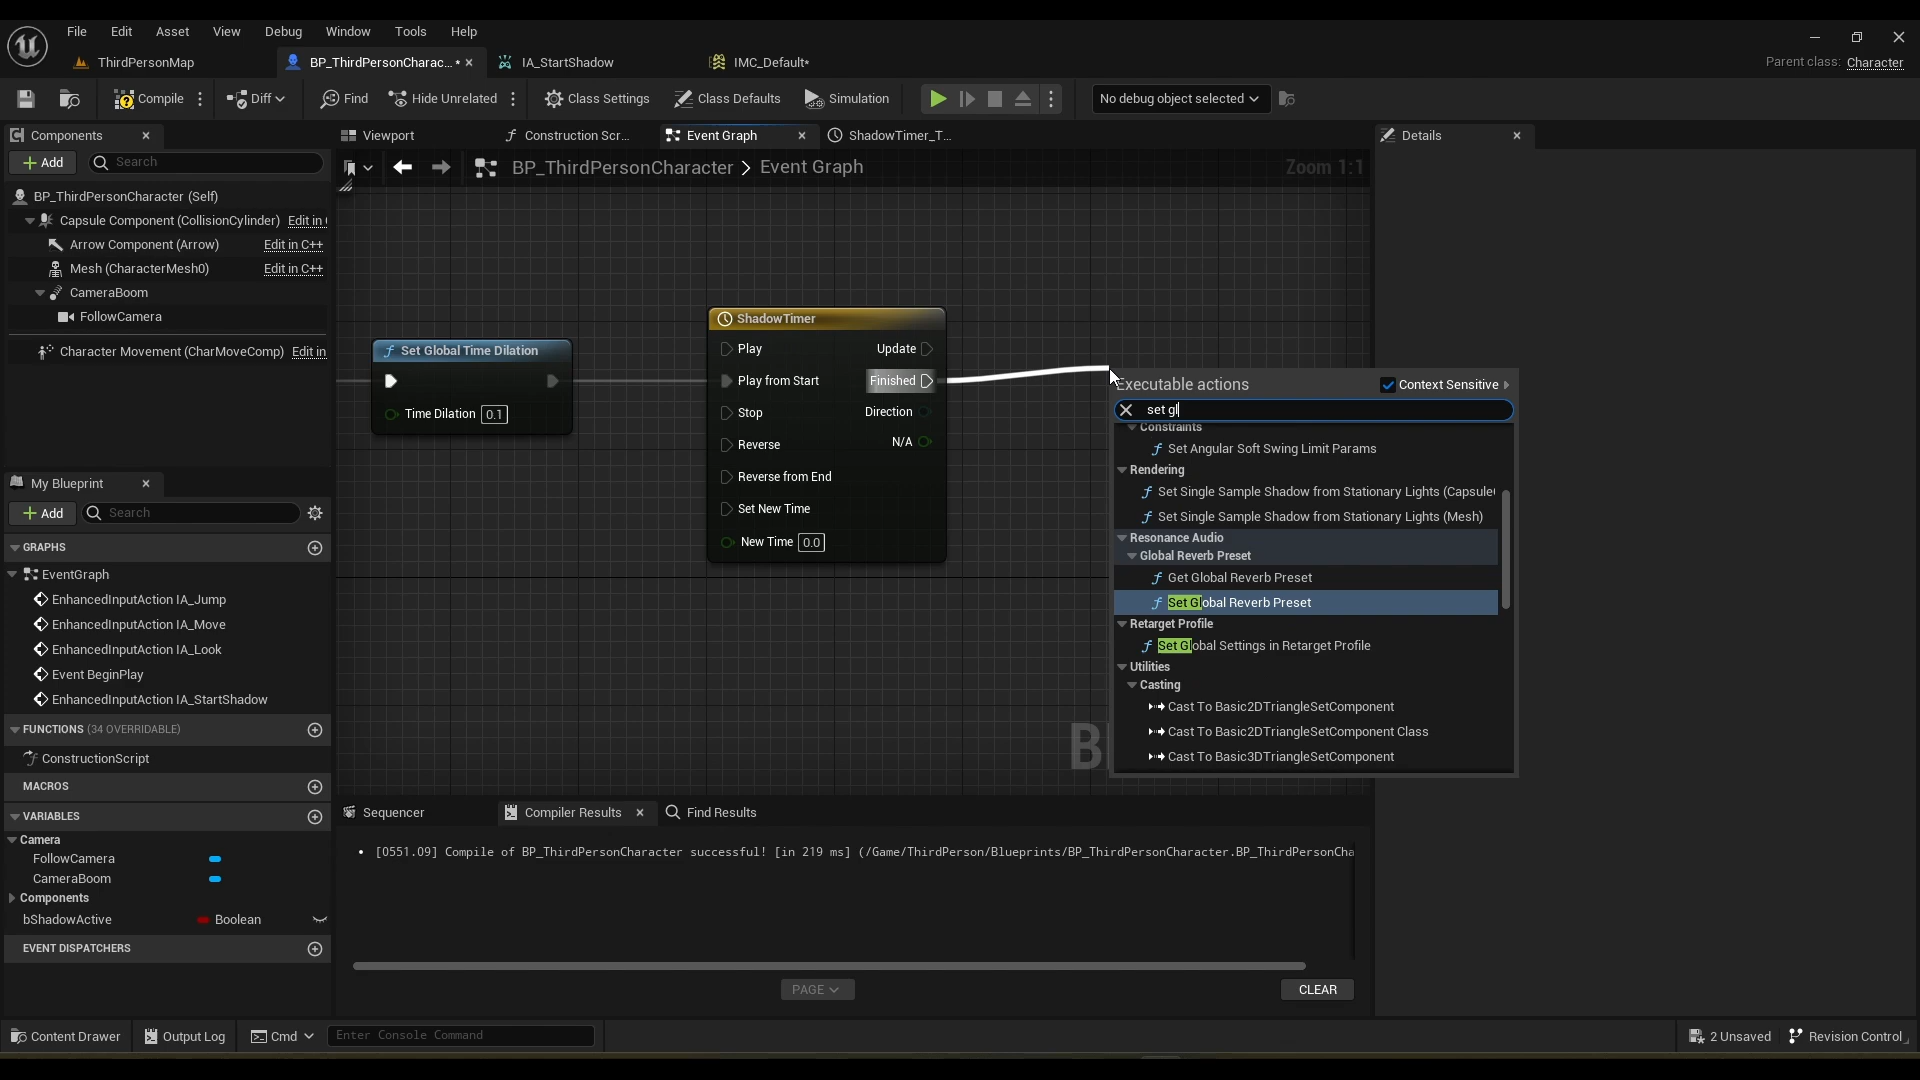 File Edit Asset View Debug Window Tools Help
ThirdPersonMap BP_ThirdPersonCharac... * IA_StartShadow IMC_Default* Parent class: Character
Compile Diff Find Hide Unrelated Class Settings Class Defaults Simulation No debug object selected
Components Viewport Construction Scr... Event Graph ShadowTimer_T... Details
Add Search BP_ThirdPersonCharacter > Event Graph Zoom 1:1
BP_ThirdPersonCharacter (Self)
Capsule Component (CollisionCylinder) Edit in
Arrow Component (Arrow) Edit in C++
Mesh (CharacterMesh0) Edit in C++
CameraBoom
FollowCamera
Character Movement (CharMoveComp) Edit in
Set Global Time Dilation
Time Dilation 0.1
ShadowTimer
Play Update
Play from Start Finished
Stop Direction
Reverse N/A
Reverse from End
Set New Time
New Time 0.0
Executable actions Context Sensitive
set gl
Constraints
Set Angular Soft Swing Limit Params
Rendering
Set Single Sample Shadow from Stationary Lights (Capsule
Set Single Sample Shadow from Stationary Lights (Mesh)
Resonance Audio
Global Reverb Preset
Get Global Reverb Preset
Set Global Reverb Preset
Retarget Profile
Set Global Settings in Retarget Profile
Utilities
Casting
Cast To Basic2DTriangleSetComponent
Cast To Basic2DTriangleSetComponent Class
Cast To Basic3DTriangleSetComponent
My Blueprint
Add Search
GRAPHS
EventGraph
EnhancedInputAction IA_Jump
EnhancedInputAction IA_Move
EnhancedInputAction IA_Look
Event BeginPlay
EnhancedInputAction IA_StartShadow
FUNCTIONS (34 OVERRIDABLE)
ConstructionScript
MACROS
VARIABLES
Camera
FollowCamera
CameraBoom
Components
bShadowActive Boolean
EVENT DISPATCHERS
Sequencer Compiler Results Find Results
[0551.09] Compile of BP_ThirdPersonCharacter successful! [in 219 ms] (/Game/ThirdPerson/Blueprints/BP_ThirdPersonCharacter.BP_ThirdPersonCha
PAGE CLEAR
Content Drawer Output Log Cmd Enter Console Command 2 Unsaved Revision Control